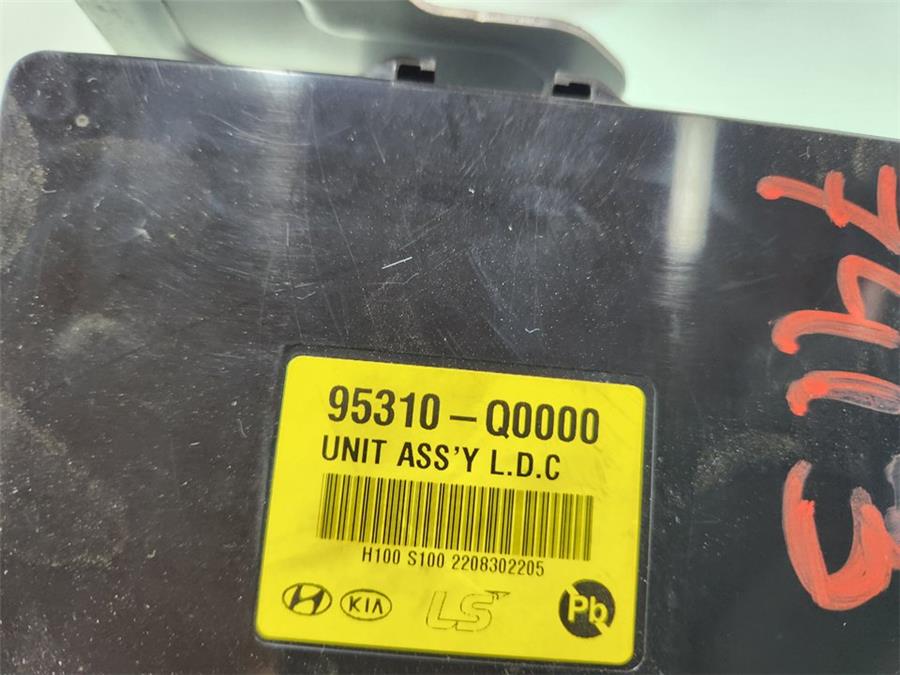 95310-Q0000
UNIT ASS'Y L.D.C
H100 S100 2208302205
KIA LS Pb